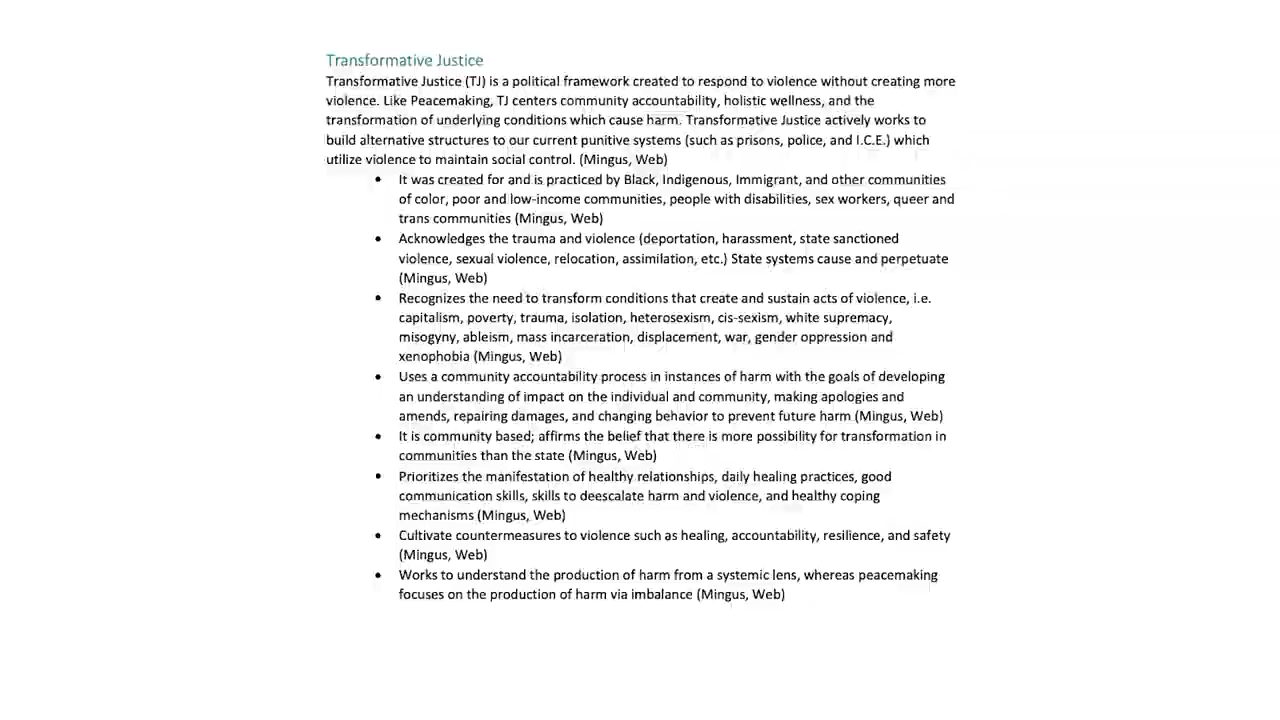 Transformative Justice
Transformative Justice (TJ) is a political framework created to respond to violence without creating more
violence. Like Peacemaking, TJ centers community accountability, holistic wellness, and the
transformation of underlying conditions which cause harm. Transformative Justice actively works to
build alternative structures to our current punitive systems (such as prisons, police, and I.C.E.) which
utilize violence to maintain social control. (Mingus, Web)
• It was created for and is practiced by Black, Indigenous, Immigrant, and other communities
of color, poor and low-income communities, people with disabilities, sex workers, queer and
trans communities (Mingus, Web)
• Acknowledges the trauma and violence (deportation, harassment, state sanctioned
violence, sexual violence, relocation, assimilation, etc.) State systems cause and perpetuate
(Mingus, Web)
• Recognizes the need to transform conditions that create and sustain acts of violence, i.e.
capitalism, poverty, trauma, isolation, heterosexism, cis-sexism, white supremacy,
misogyny, ableism, mass incarceration, displacement, war, gender oppression and
xenophobia (Mingus, Web)
• Uses a community accountability process in instances of harm with the goals of developing
an understanding of impact on the individual and community, making apologies and
amends, repairing damages, and changing behavior to prevent future harm (Mingus, Web)
• It is community based; affirms the belief that there is more possibility for transformation in
communities than the state (Mingus, Web)
• Prioritizes the manifestation of healthy relationships, daily healing practices, good
communication skills, skills to deescalate harm and violence, and healthy coping
mechanisms (Mingus, Web)
• Cultivate countermeasures to violence such as healing, accountability, resilience, and safety
(Mingus, Web)
• Works to understand the production of harm from a systemic lens, whereas peacemaking
focuses on the production of harm via imbalance (Mingus, Web)